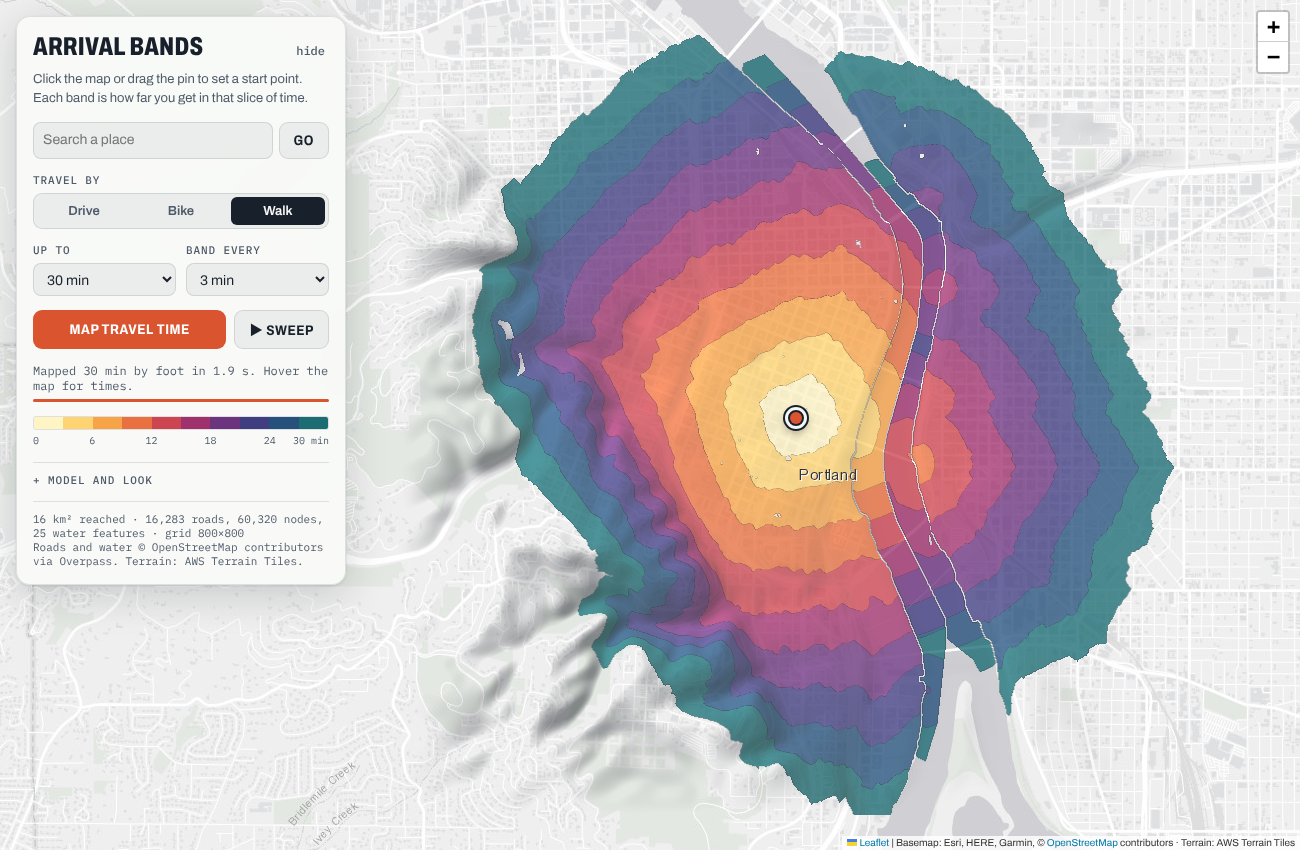 ARRIVAL BANDS
hide
Click the map or drag the pin to set a start point.
Each band is how far you get in that slice of time.
Search a place
GO
TRAVEL BY
Drive
Bike
Walk
UP TO
BAND EVERY
30 min
3 min
MAP TRAVEL TIME
▶ SWEEP
Mapped 30 min by foot in 1.9 s. Hover the
map for times.
0 6 12 18 24 30 min
+ MODEL AND LOOK
16 km² reached · 16,283 roads, 60,320 nodes,
25 water features · grid 800×800
Roads and water © OpenStreetMap contributors
via Overpass. Terrain: AWS Terrain Tiles.
+
−
Portland
Bridlemile Creek
Ivey Creek
Leaflet | Basemap: Esri, HERE, Garmin, © OpenStreetMap contributors · Terrain: AWS Terrain Tiles